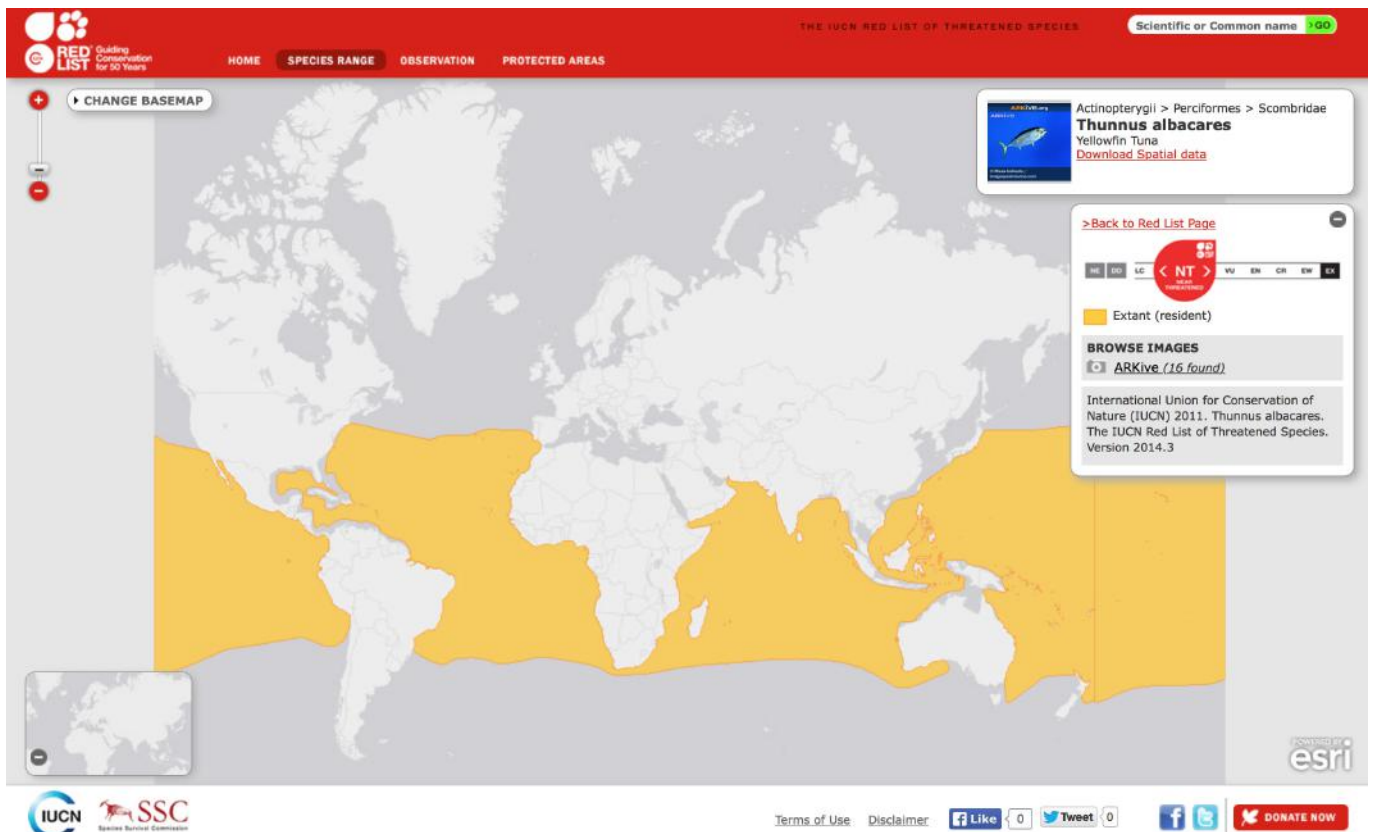 THE IUCN RED LIST OF THREATENED SPECIES
Scientific or Common name >GO
RED LIST
Guiding
Conservation
for 50 Years
HOME SPECIES RANGE OBSERVATION PROTECTED AREAS
CHANGE BASEMAP
Actinopterygii > Perciformes > Scombridae
Thunnus albacares
Yellowfin Tuna
Download Spatial data
>Back to Red List Page
NE DD LC < NT > VU EN CR EW EX
NEAR
THREATENED
Extant (resident)
BROWSE IMAGES
ARKive (16 found)
International Union for Conservation of
Nature (IUCN) 2011. Thunnus albacares.
The IUCN Red List of Threatened Species.
Version 2014.3
POWERED BY
esri
IUCN
SSC
Species Survival Commission
Terms of Use Disclaimer Like 0 Tweet 0 DONATE NOW